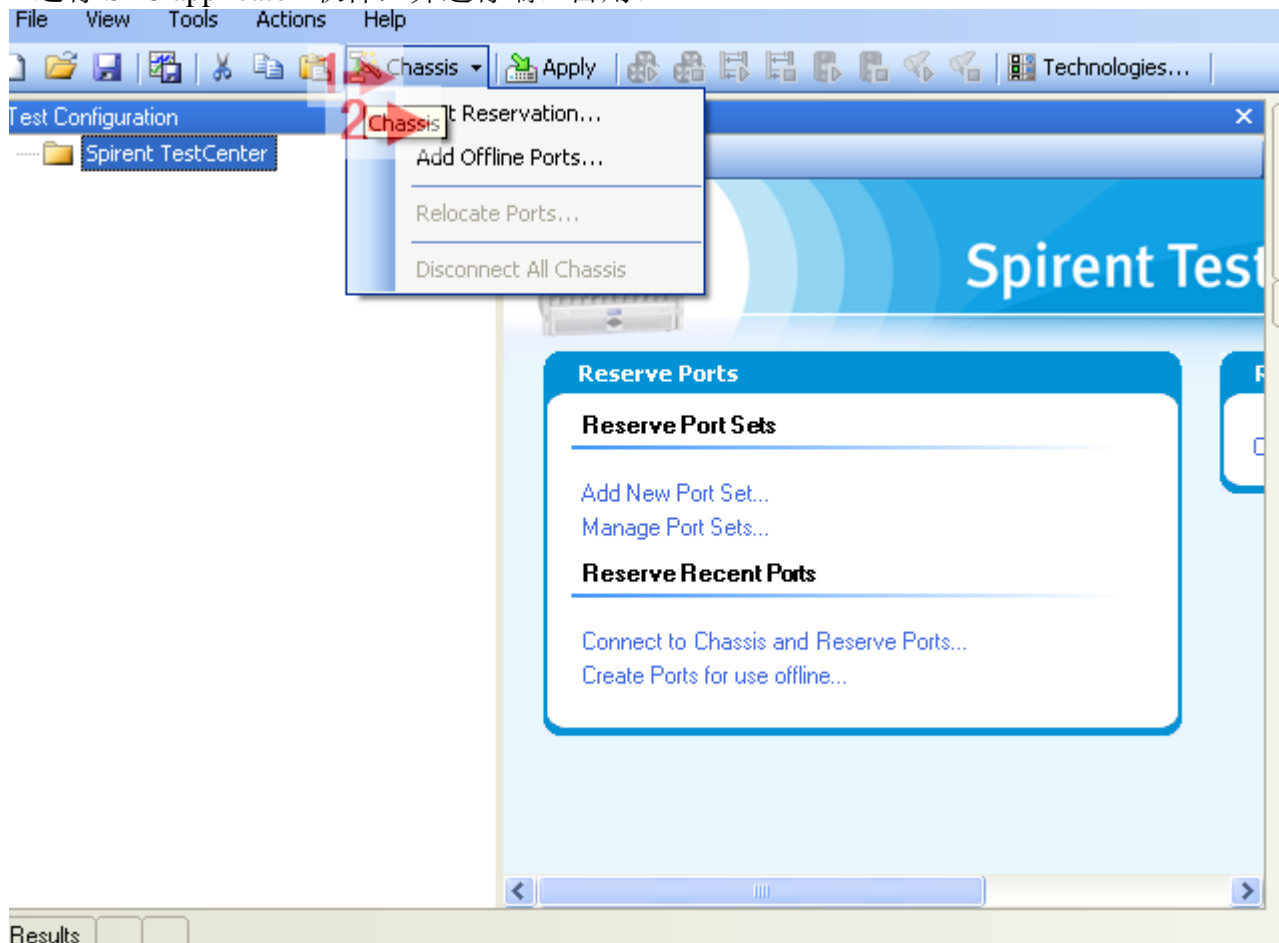 File View Tools Actions Help
1 Chassis Apply Technologies...
Test Configuration
2 Chassis t Reservation...
Spirent TestCenter
Add Offline Ports...
Relocate Ports...
Disconnect All Chassis
Spirent Test
Reserve Ports
Reserve Port Sets
Add New Port Set...
Manage Port Sets...
Reserve Recent Ports
Connect to Chassis and Reserve Ports...
Create Ports for use offline...
Results